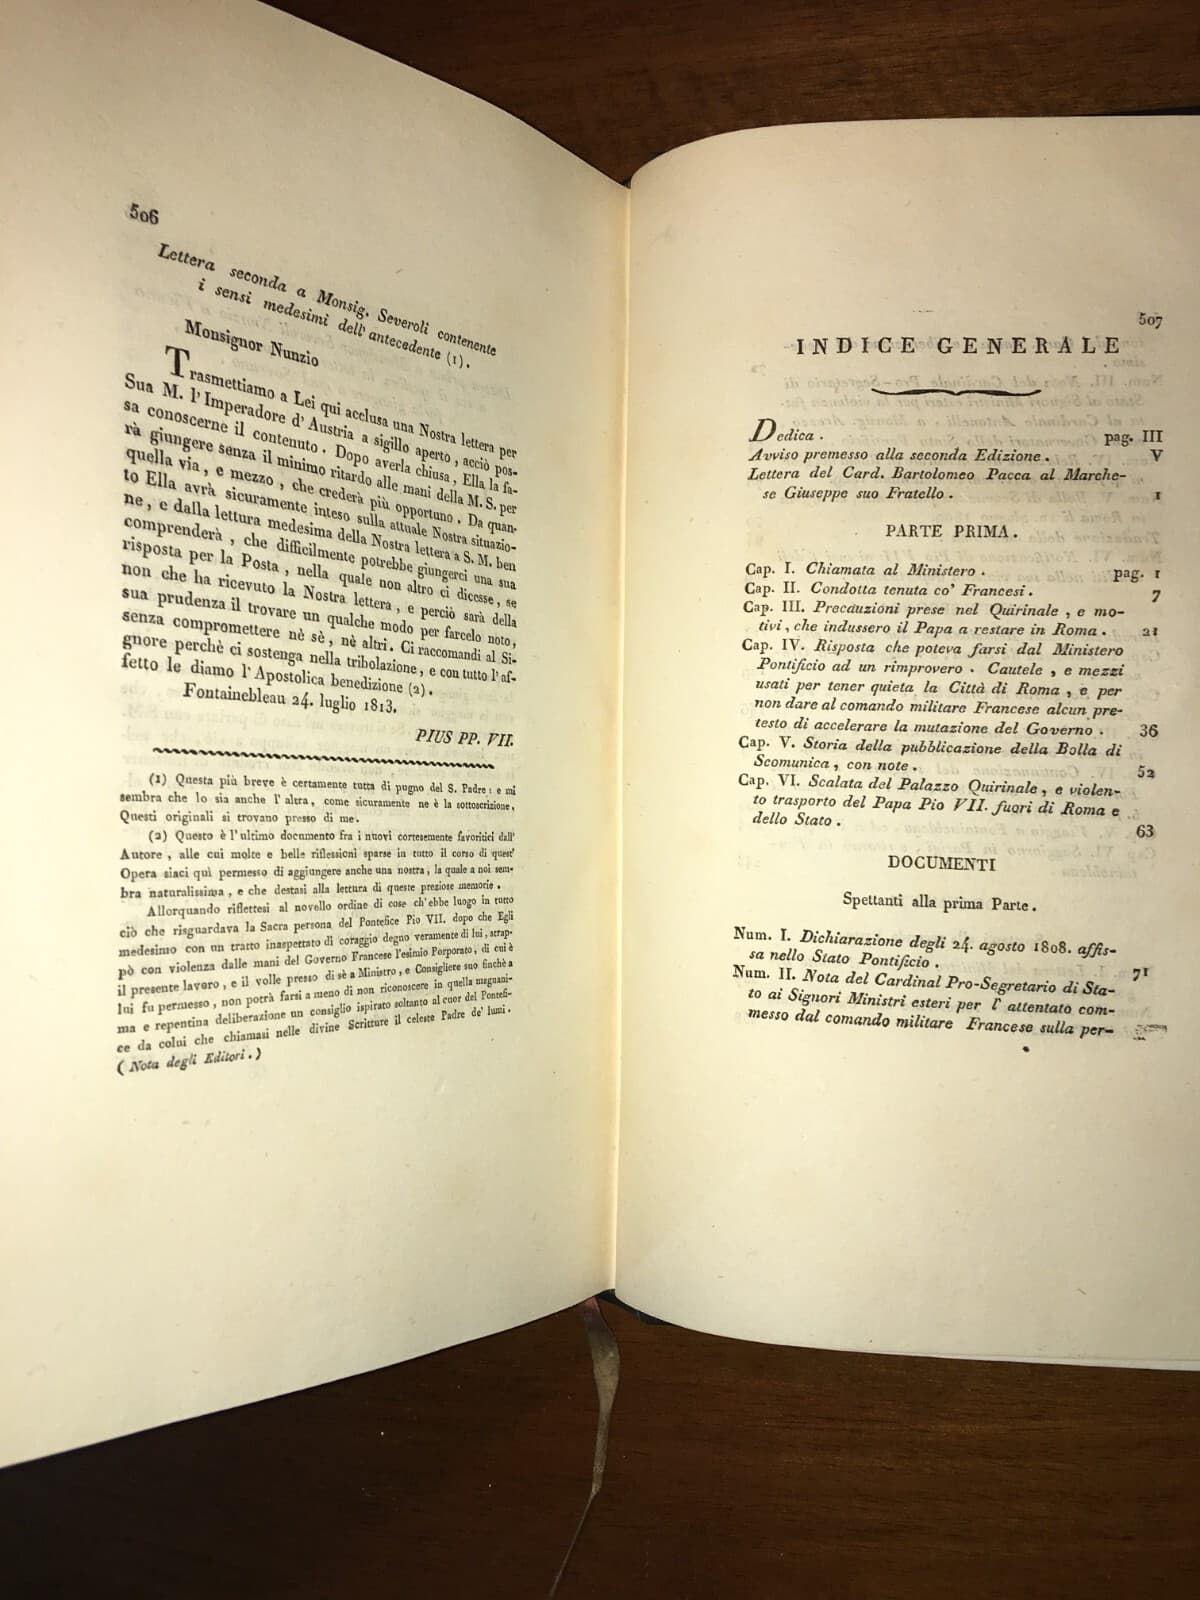 506
Lettera seconda a Monsig. Severoli contenente
i sensi medesimi dell' antecedente (1).
Monsignor Nunzio
Trasmettiamo a Lei qui acclusa una Nostra lettera per
Sua M. l' Imperadore d' Austria a sigillo aperto, acciò pos-
sa conoscerne il contenuto. Dopo averla chiusa, Ella la fa-
rà giungere senza il minimo ritardo alle mani della M. S. per
quella via, e mezzo, che crederà più opportuno. Da quan-
to Ella avrà sicuramente inteso sulla attuale Nostra situazio-
ne, e dalla lettura medesima della Nostra lettera a S. M. ben
comprenderà, che difficilmente potrebbe giungerci una sua
risposta per la Posta, nella quale non altro ci dicesse, se
non che ha ricevuto la Nostra lettera, e perciò sarà della
sua prudenza il trovare un qualche modo per farcelo noto,
senza compromettere nè sè, nè altri. Ci raccomandi al Si-
gnore perchè ci sostenga nella tribolazione, e con tutto l' af-
fetto le diamo l' Apostolica benedizione (2).
Fontainebleau 24. luglio 1813.
PIUS PP. VII.
(1) Questa più breve è certamente tutta di pugno del S. Padre: e mi
sembra che lo sia anche l' altra, come sicuramente ne è la sottoscrizione,
Questi originali si trovano presso di me.
(2) Questo è l'ultimo documento fra i nuovi cortesemente favoritici dall'
Autore, alle cui molte e belle riflessioni sparse in tutto il corso di quest'
Opera siaci quì permesso di aggiungere anche una nostra, la quale a noi sem-
bra naturalissima, e che destasi alla lettura di queste preziose memorie.
Allorquando riflettesi al novello ordine di cose ch' ebbe luogo in tutto
ciò che risguardava la Sacra persona del Pontefice Pio VII. dopo che Egli
medesimo con un tratto inaspettato di coraggio degno veramente di lui, strap-
pò con violenza dalle mani del Governo Francese l'esimio Porporato, di cui è
il presente lavoro, e il volle presso di sè a Ministro, e Consigliere suo finchè a
lui fu permesso, non potrà farsi a meno di non riconoscere in quella magnani-
ma e repentina deliberazione un consiglio ispirato soltanto al cuor del Pontefi-
ce da colui che chiamasi nelle divine Scritture il celeste Padre de' lumi.
(Nota degli Editori.)
507
INDICE GENERALE
Dedica. pag. III
Avviso premesso alla seconda Edizione. V
Lettera del Card. Bartolomeo Pacca al Marche-
se Giuseppe suo Fratello. 1
PARTE PRIMA.
Cap. I. Chiamata al Ministero. pag. 1
Cap. II. Condotta tenuta co' Francesi. 7
Cap. III. Precauzioni prese nel Quirinale, e mo-
tivi, che indussero il Papa a restare in Roma. 21
Cap. IV. Risposta che poteva farsi dal Ministero
Pontificio ad un rimprovero. Cautele, e mezzi
usati per tener quieta la Città di Roma, e per
non dare al comando militare Francese alcun pre-
testo di accelerare la mutazione del Governo. 36
Cap. V. Storia della pubblicazione della Bolla di
Scomunica, con note. 52
Cap. VI. Scalata del Palazzo Quirinale, e violen-
to trasporto del Papa Pio VII. fuori di Roma e
dello Stato. 63
DOCUMENTI
Spettanti alla prima Parte.
Num. I. Dichiarazione degli 24. agosto 1808. affis-
sa nello Stato Pontificio. 71
Num. II. Nota del Cardinal Pro-Segretario di Sta-
to ai Signori Ministri esteri per l' attentato com-
messo dal comando militare Francese sulla per-